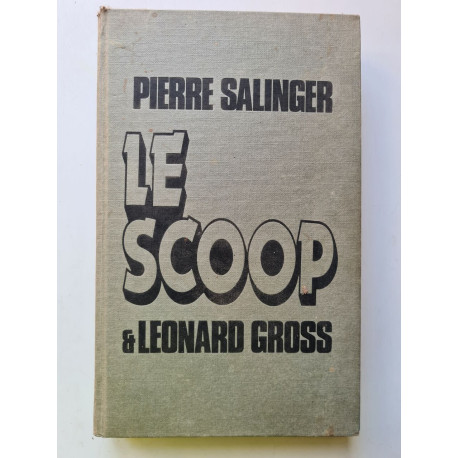 PIERRE SALINGER
LE
SCOOP
& LEONARD GROSS